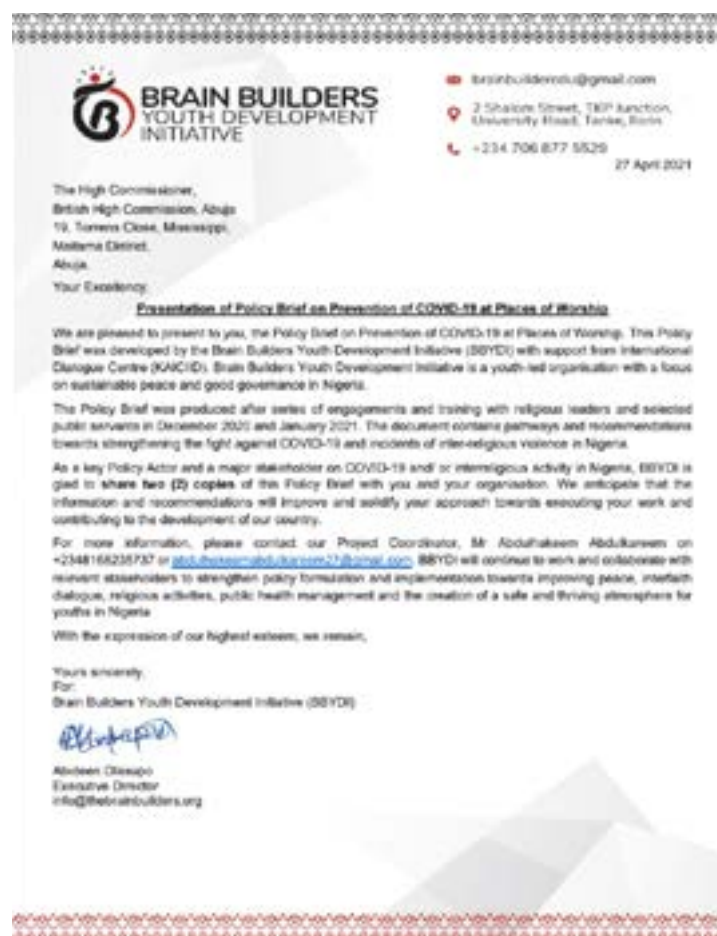 BRAIN BUILDERS
YOUTH DEVELOPMENT
INITIATIVE
brainbuildersedu@gmail.com
2 Shalom Street, TKP Junction,
University Road, Tanke, Ilorin
+234 706 877 5529
27 April 2021
The High Commissioner,
British High Commission, Abuja
19, Torrens Close, Mississippi,
Maitama District,
Abuja.
Your Excellency,
Presentation of Policy Brief on Prevention of COVID-19 at Places of Worship
We are pleased to present to you, the Policy Brief on Prevention of COVID-19 at Places of Worship. This Policy
Brief was developed by the Brain Builders Youth Development Initiative (BBYDI) with support from International
Dialogue Centre (KAICIID). Brain Builders Youth Development Initiative is a youth-led organisation with a focus
on sustainable peace and good governance in Nigeria.
The Policy Brief was produced after series of engagements and training with religious leaders and selected
public servants in December 2020 and January 2021. The document contains pathways and recommendations
towards strengthening the fight against COVID-19 and incidents of inter-religious violence in Nigeria.
As a key Policy Actor and a major stakeholder on COVID-19 and/ or interreligious activity in Nigeria, BBYDI is
glad to share two (2) copies of this Policy Brief with you and your organisation. We anticipate that the
information and recommendations will improve and solidify your approach towards executing your work and
contributing to the development of our country.
For more information, please contact our Project Coordinator, Mr Abdulhakeem Abdulkareem on
+2348168235737 or abdulhakeemabdulkareem27@gmail.com. BBYDI will continue to work and collaborate with
relevant stakeholders to strengthen policy formulation and implementation towards improving peace, interfaith
dialogue, religious activities, public health management and the creation of a safe and thriving atmosphere for
youths in Nigeria
With the expression of our highest esteem, we remain,
Yours sincerely,
For:
Brain Builders Youth Development Initiative (BBYDI)
Abideen Olasupo
Executive Director
info@thebrainbuilders.org